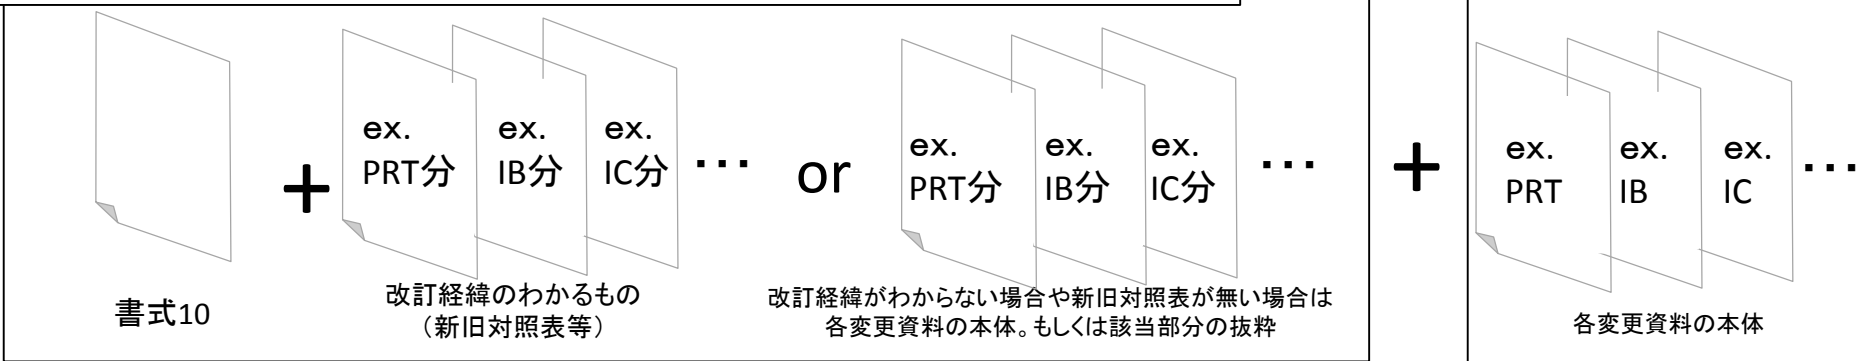 書式10
+
ex.
PRT分
ex.
IB分
ex.
IC分
…
改訂経緯のわかるもの
（新旧対照表等）
or
ex.
PRT分
ex.
IB分
ex.
IC分
…
改訂経緯がわからない場合や新旧対照表が無い場合は
各変更資料の本体。もしくは該当部分の抜粋
+
ex.
PRT
ex.
IB
ex.
IC
…
各変更資料の本体